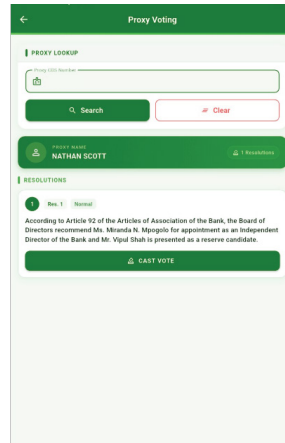 Proxy Voting
PROXY LOOKUP
Proxy CDS Number
Search
Clear
PROXY NAME
NATHAN SCOTT
1 Resolutions
RESOLUTIONS
1 Res. 1 Normal
According to Article 92 of the Articles of Association of the Bank, the Board of
Directors recommend Ms. Miranda N. Mpogolo for appointment as an Independent
Director of the Bank and Mr. Vipul Shah is presented as a reserve candidate.
CAST VOTE